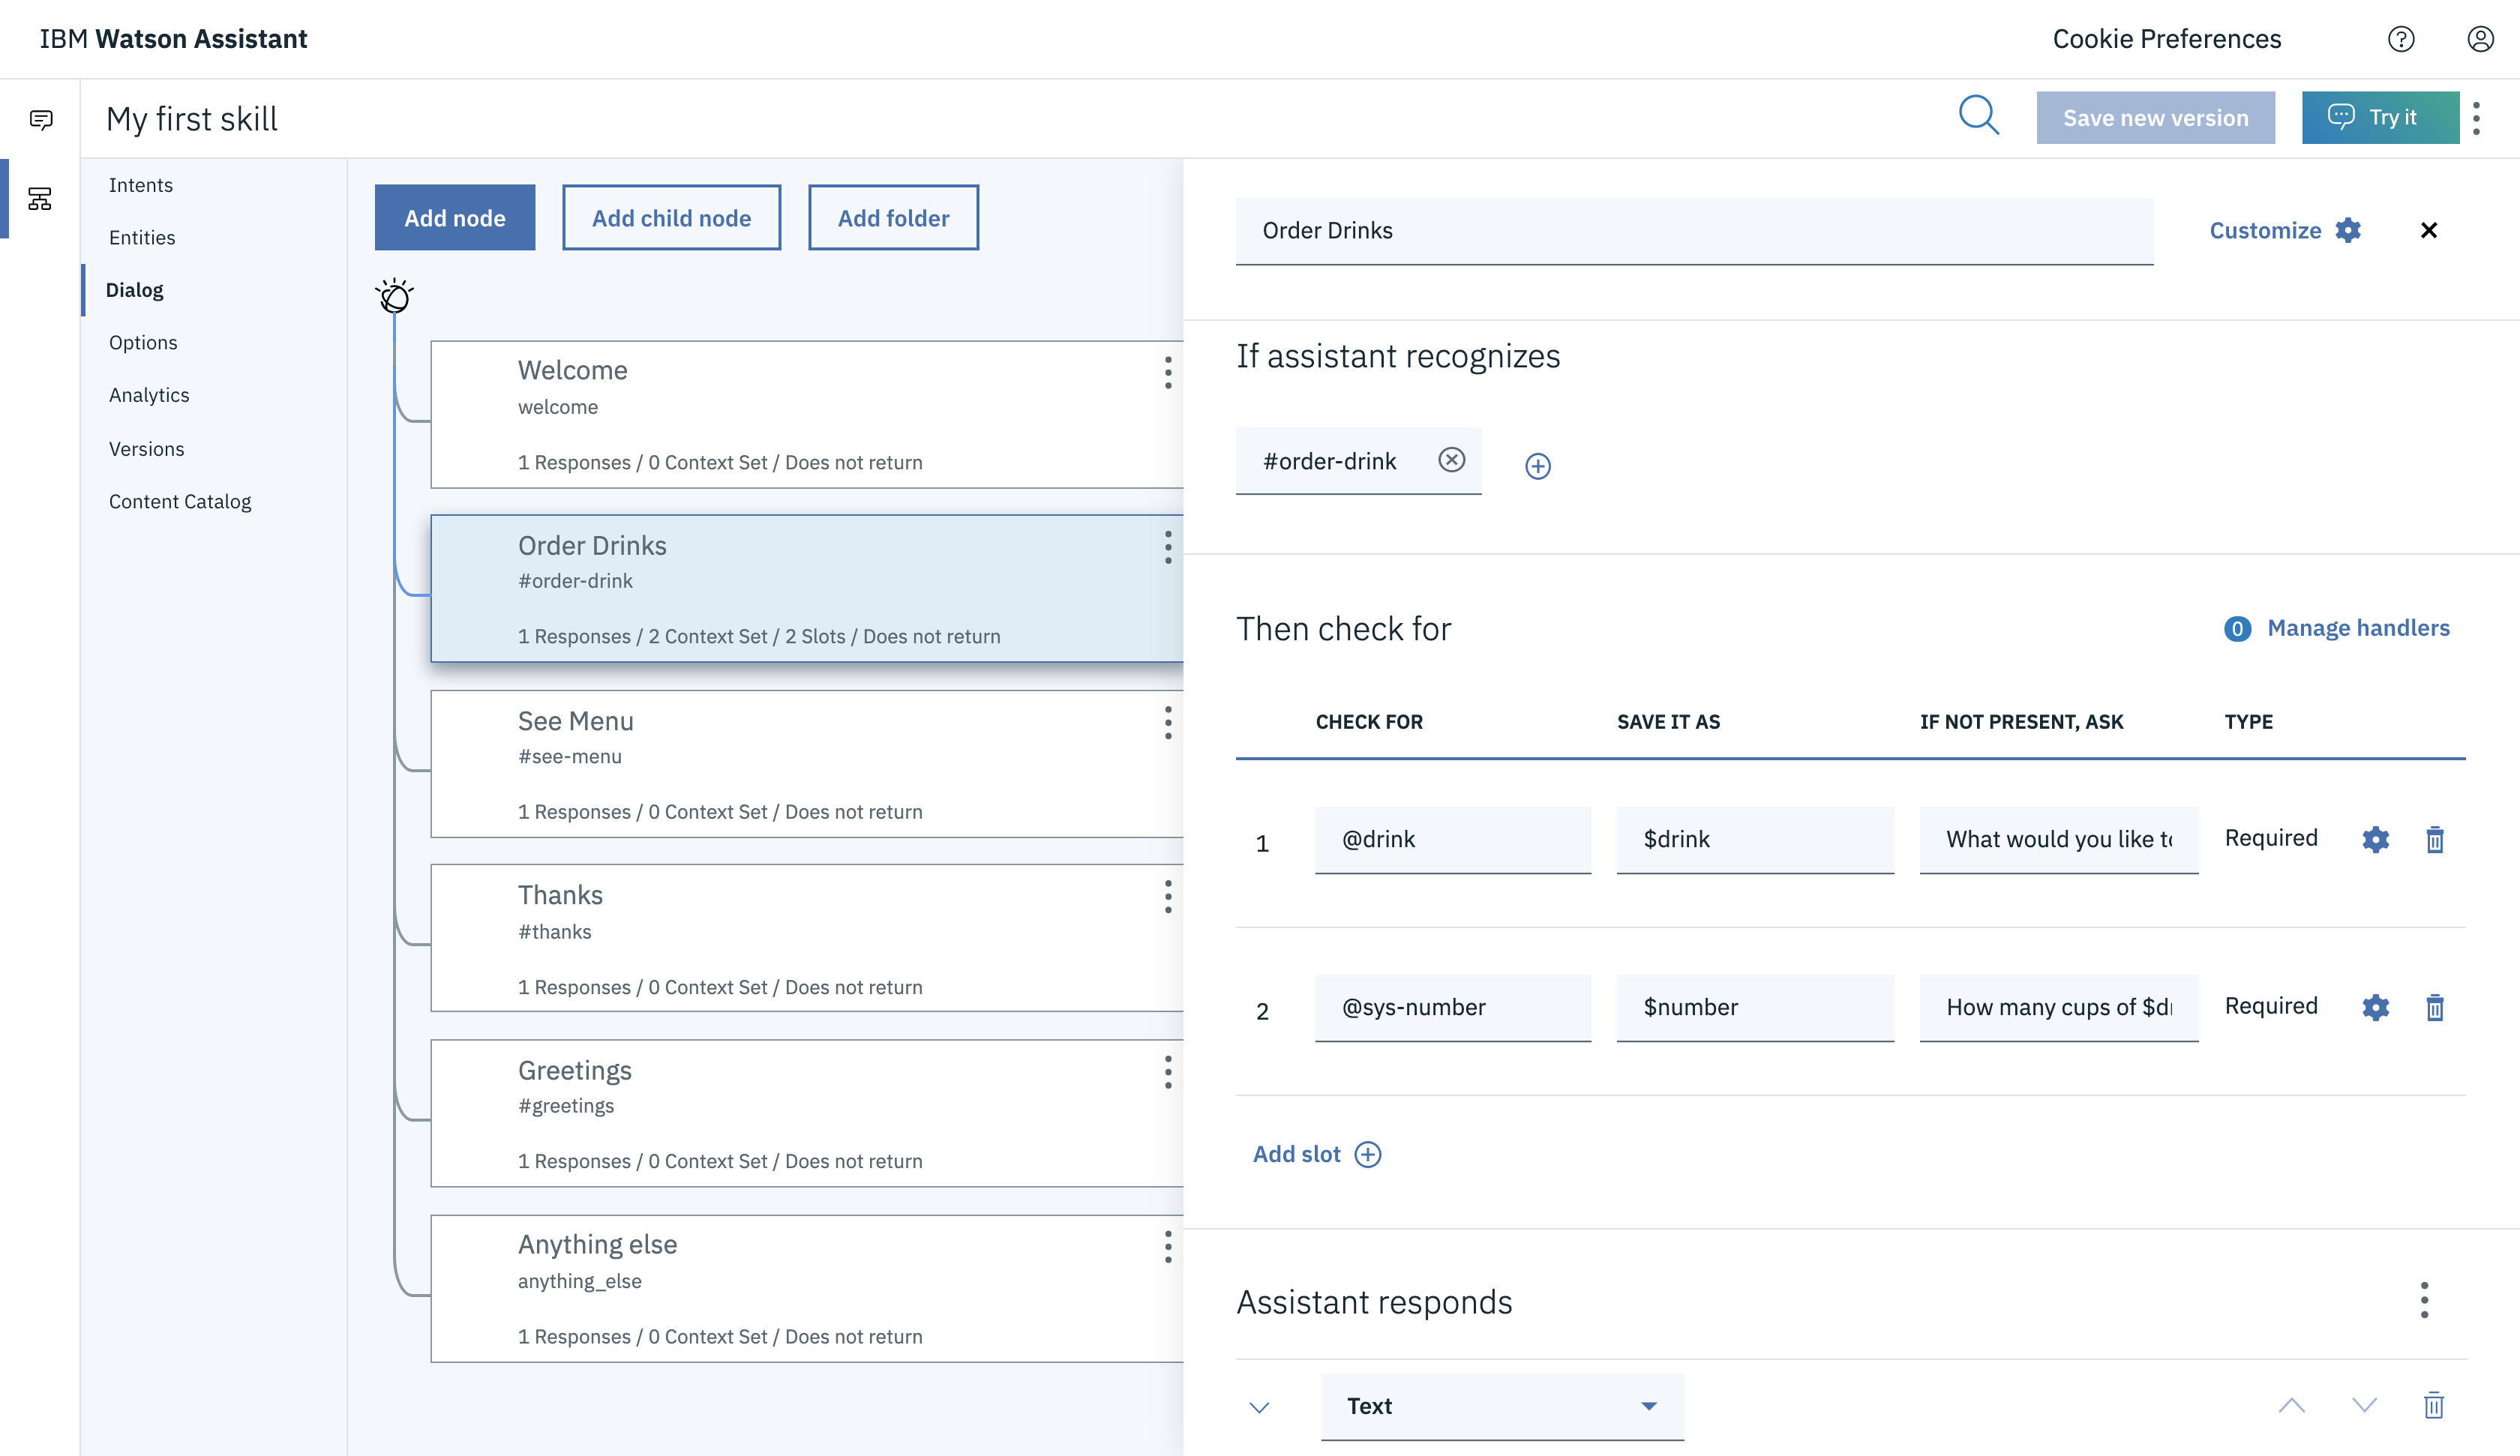 IBM Watson Assistant
Cookie Preferences
My first skill
Save new version
Try it
Intents
Entities
Dialog
Options
Analytics
Versions
Content Catalog
Add node
Add child node
Add folder
Welcome
welcome
1 Responses / 0 Context Set / Does not return
Order Drinks
#order-drink
1 Responses / 2 Context Set / 2 Slots / Does not return
See Menu
#see-menu
1 Responses / 0 Context Set / Does not return
Thanks
#thanks
1 Responses / 0 Context Set / Does not return
Greetings
#greetings
1 Responses / 0 Context Set / Does not return
Anything else
anything_else
1 Responses / 0 Context Set / Does not return
Order Drinks
Customize
If assistant recognizes
#order-drink
Then check for
0 Manage handlers
CHECK FOR SAVE IT AS IF NOT PRESENT, ASK TYPE
1 @drink $drink What would you like to Required
2 @sys-number $number How many cups of Required
Add slot
Assistant responds
Text